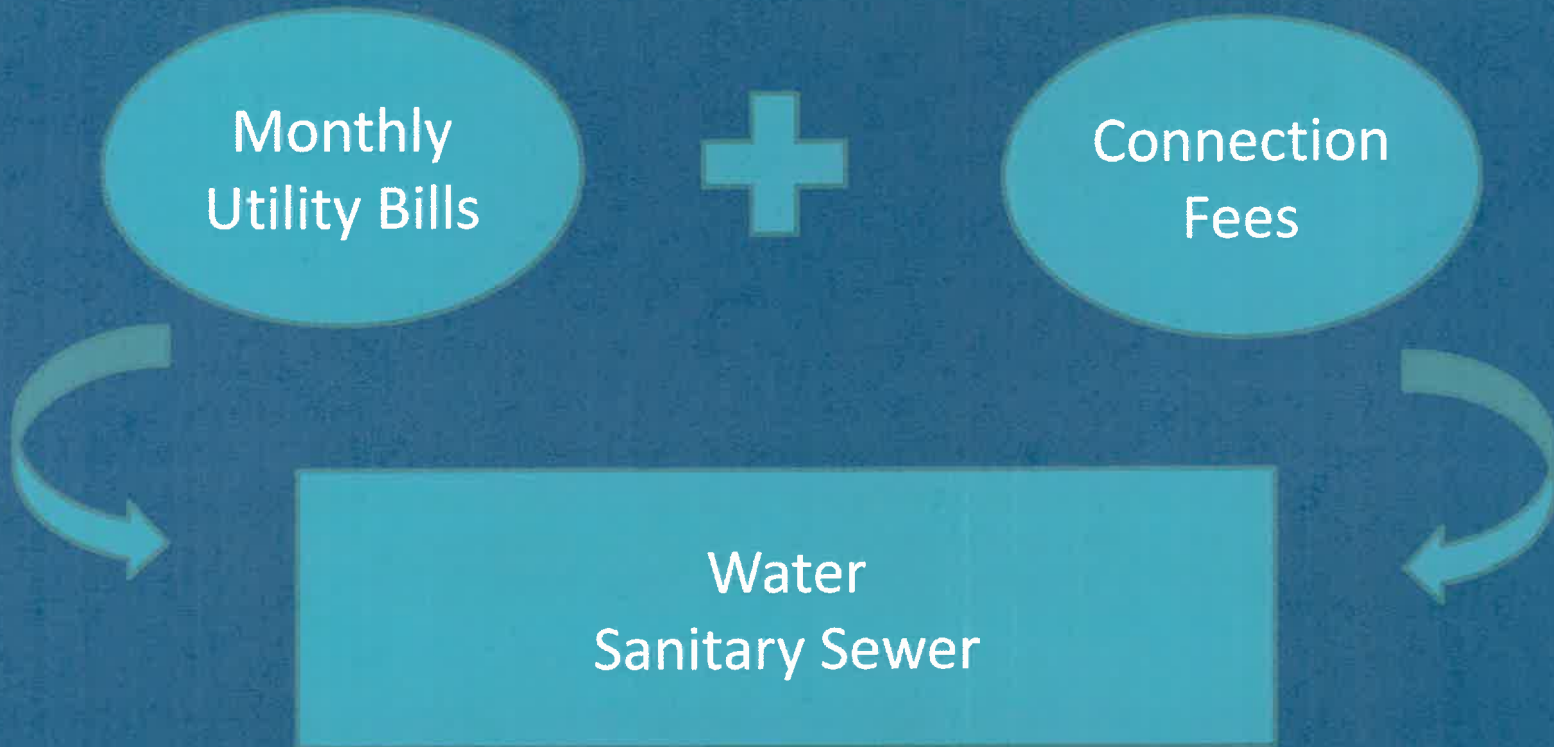 Monthly
Utility Bills
Connection
Fees
Water
Sanitary Sewer